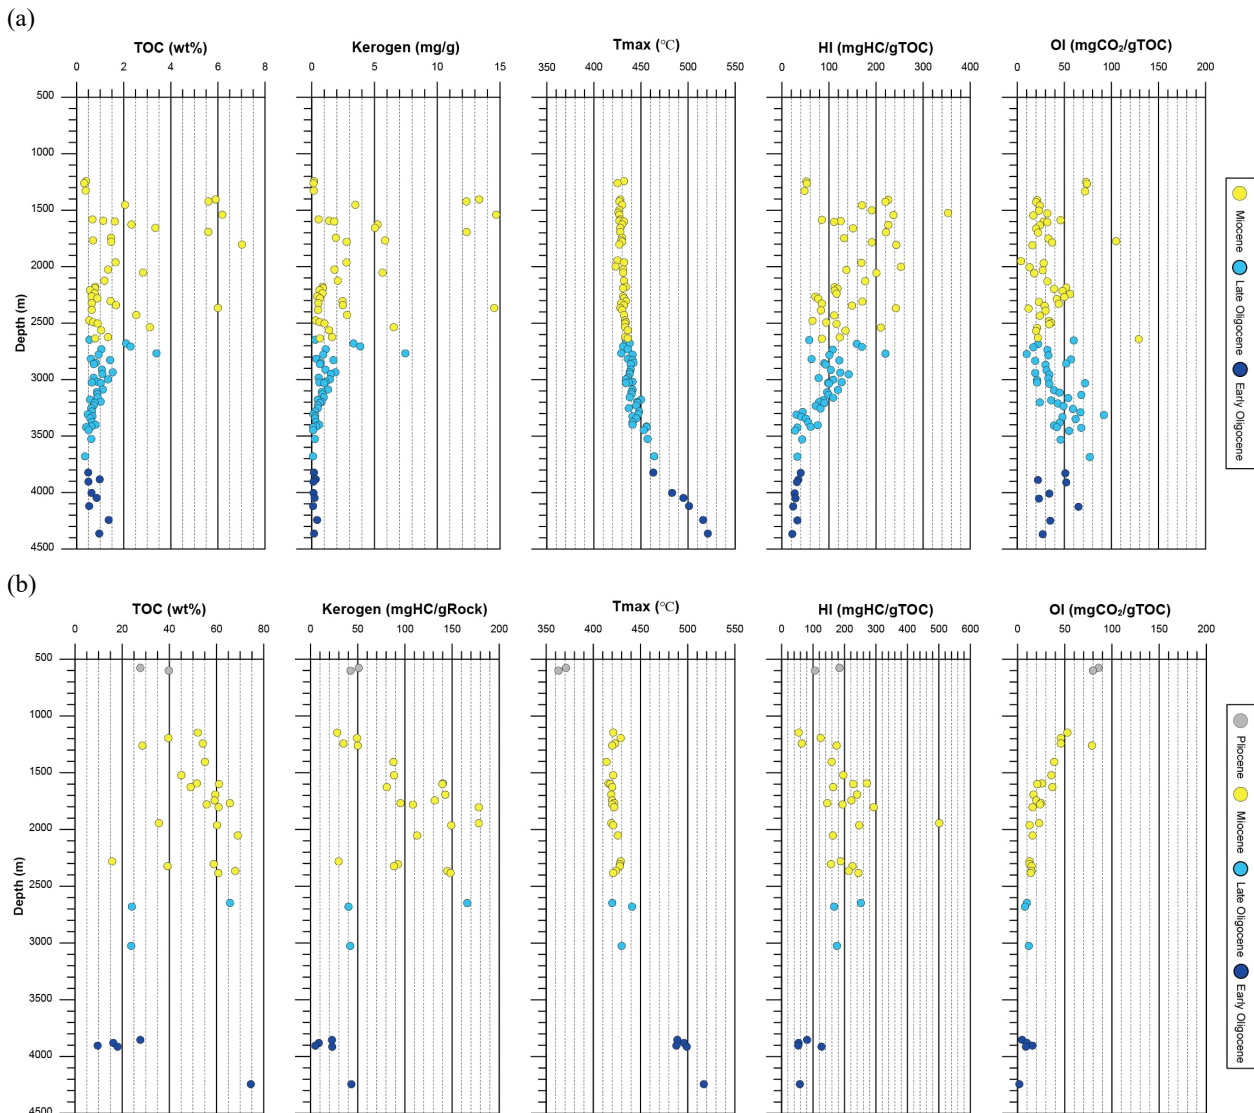 (a)
TOC (wt%) Kerogen (mg/g) Tmax (℃) HI (mgHC/gTOC) OI (mgCO₂/gTOC)
0 2 4 6 8 0 5 10 15 350 400 450 500 550 0 100 200 300 400 0 50 100 150 200
500
1000
1500
2000
2500
3000
3500
4000
4500
Depth (m)
Miocene
Late Oligocene
Early Oligocene
(b)
TOC (wt%) Kerogen (mgHC/gRock) Tmax (℃) HI (mgHC/gTOC) OI (mgCO₂/gTOC)
0 20 40 60 80 0 50 100 150 200 350 400 450 500 550 0 100 200 300 400 500 600 0 50 100 150 200
500
1000
1500
2000
2500
3000
3500
4000
4500
Depth (m)
Pliocene
Miocene
Late Oligocene
Early Oligocene